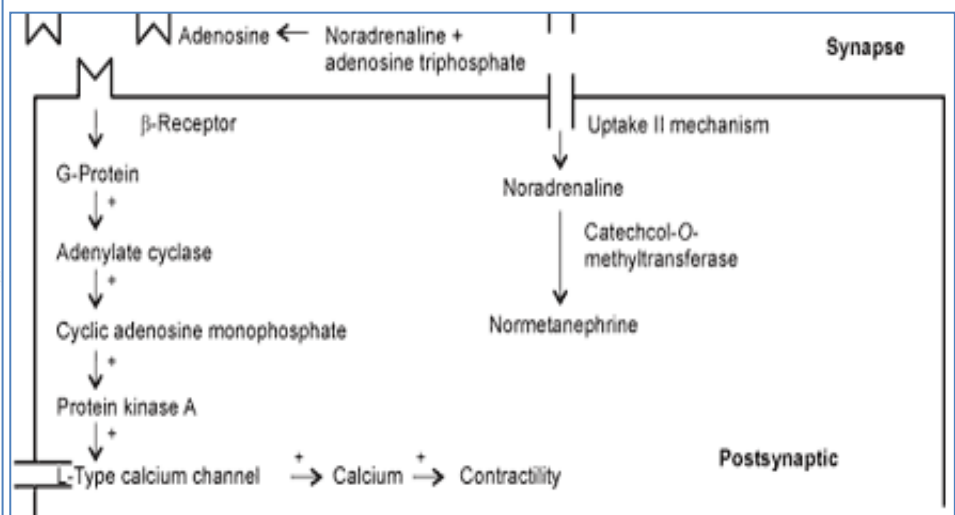 Adenosine ← Noradrenaline +
adenosine triphosphate
Synapse
β-Receptor
Uptake II mechanism
G-Protein
Noradrenaline
+
Catechcol-O-
methyltransferase
Adenylate cyclase
+
Normetanephrine
Cyclic adenosine monophosphate
+
Protein kinase A
+
Postsynaptic
L-Type calcium channel + → Calcium + → Contractility